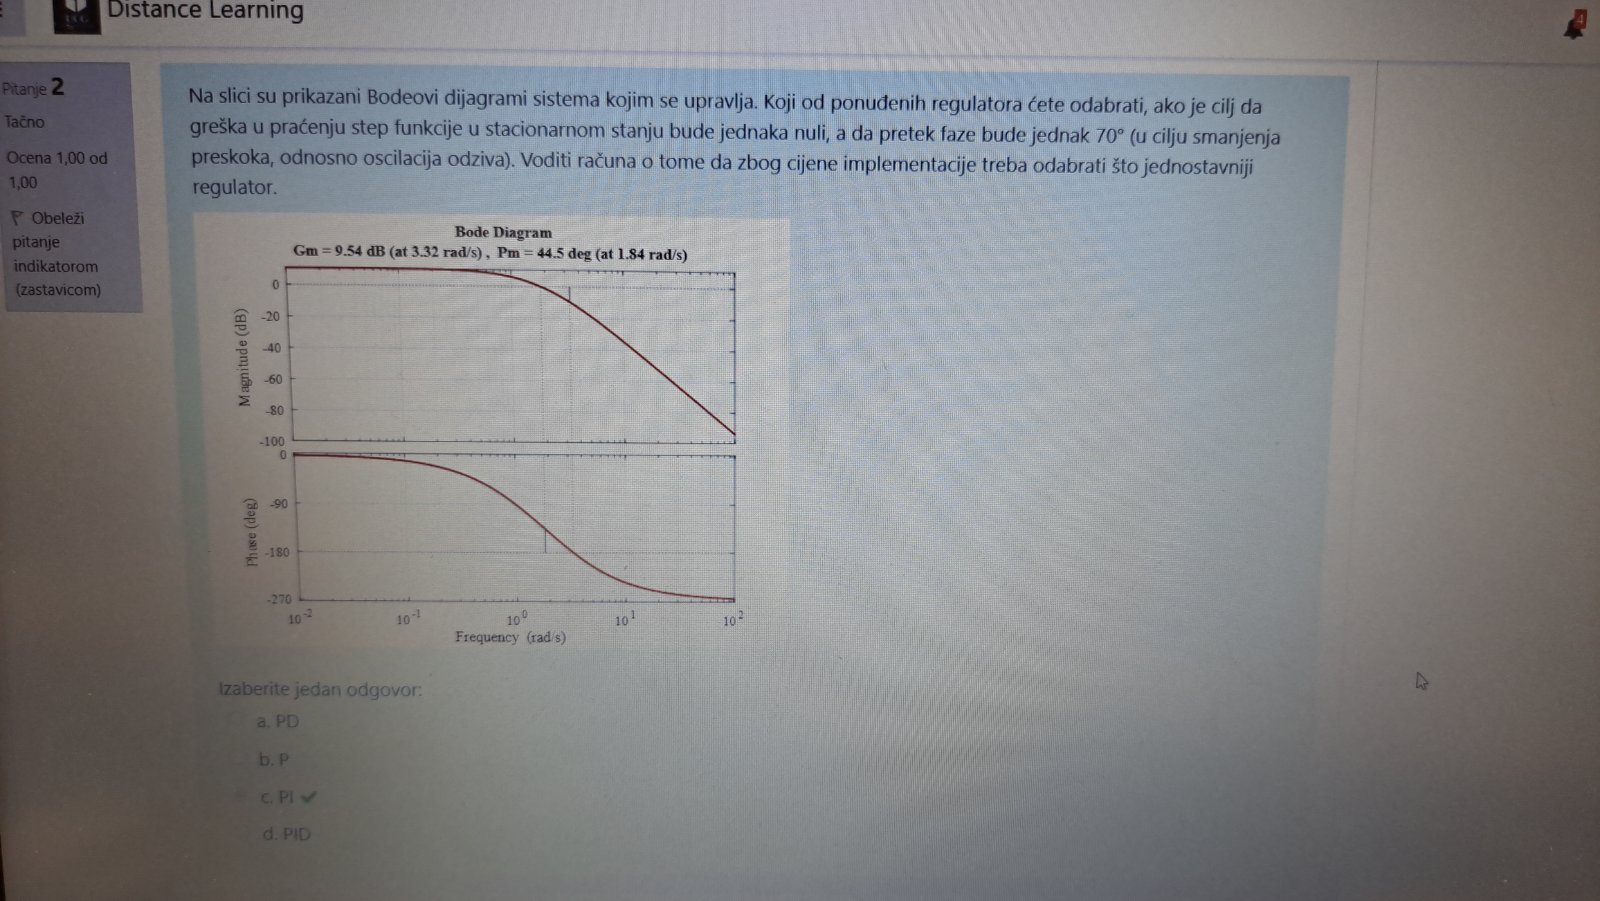 Distance Learning
4
Pitanje 2
Tačno
Ocena 1,00 od
1,00
Obeleži
pitanje
indikatorom
(zastavicom)
Na slici su prikazani Bodeovi dijagrami sistema kojim se upravlja. Koji od ponuđenih regulatora ćete odabrati, ako je cilj da
greška u praćenju step funkcije u stacionarnom stanju bude jednaka nuli, a da pretek faze bude jednak 70° (u cilju smanjenja
preskoka, odnosno oscilacija odziva). Voditi računa o tome da zbog cijene implementacije treba odabrati što jednostavniji
regulator.
Bode Diagram
Gm = 9.54 dB (at 3.32 rad/s) , Pm = 44.5 deg (at 1.84 rad/s)
Magnitude (dB)
0
-20
-40
-60
-80
-100
Phase (deg)
0
-90
-180
-270
10^-2 10^-1 10^0 10^1 10^2
Frequency (rad/s)
Izaberite jedan odgovor:
a. PD
b. P
c. PI ✔
d. PID